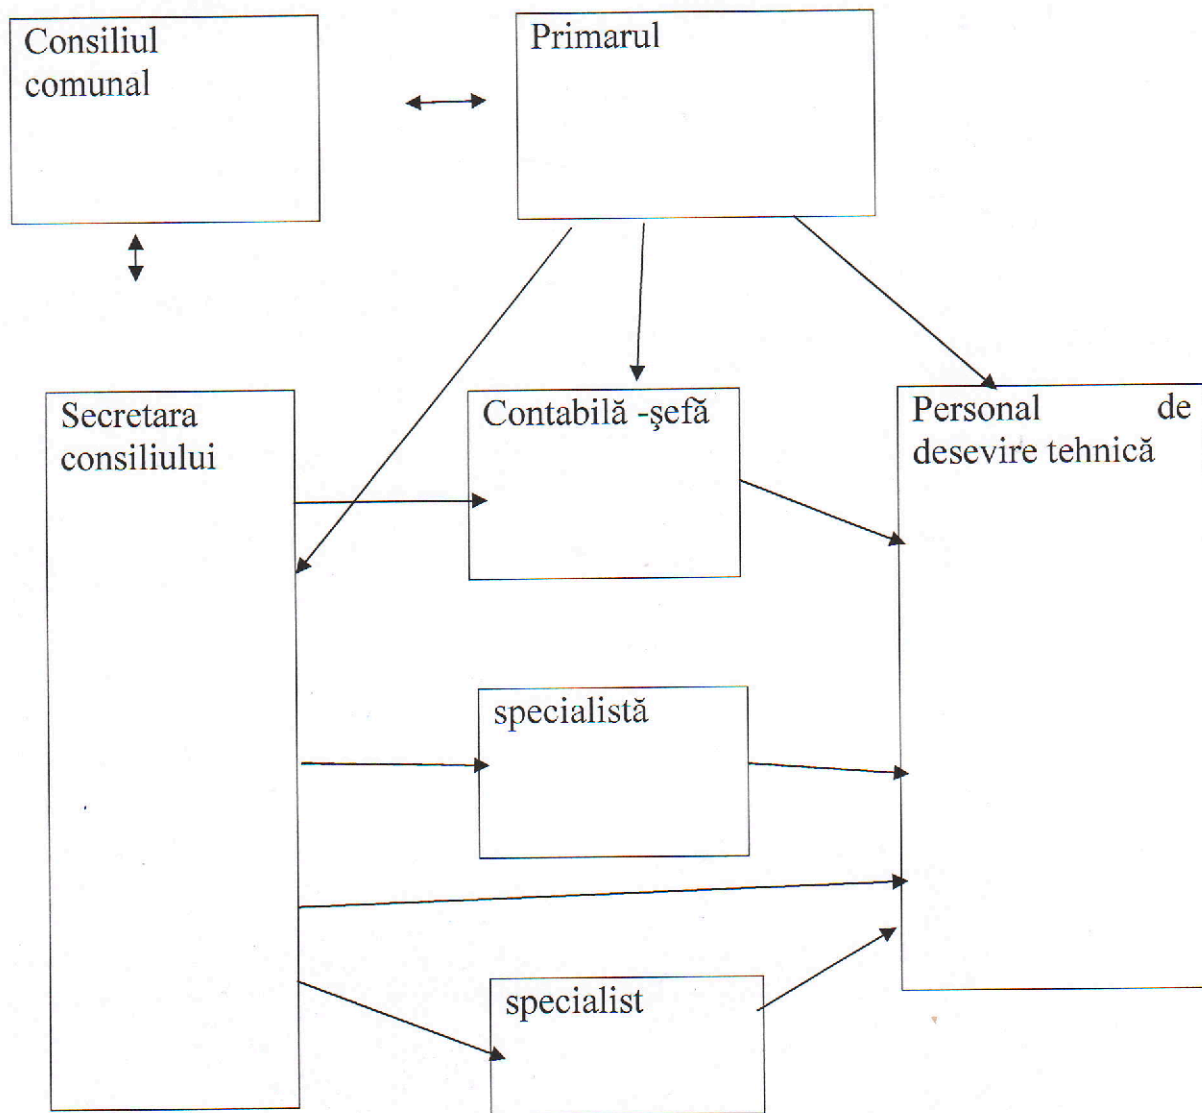 Consiliul
comunal
Primarul
Secretara
consiliului
Contabilă -şefă
Personal de
desevire tehnică
specialistă
specialist